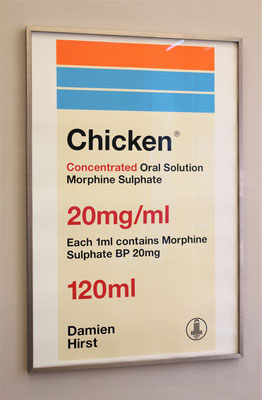 Chicken®
Concentrated Oral Solution
Morphine Sulphate
20mg/ml
Each 1ml contains Morphine
Sulphate BP 20mg
120ml
Damien
Hirst